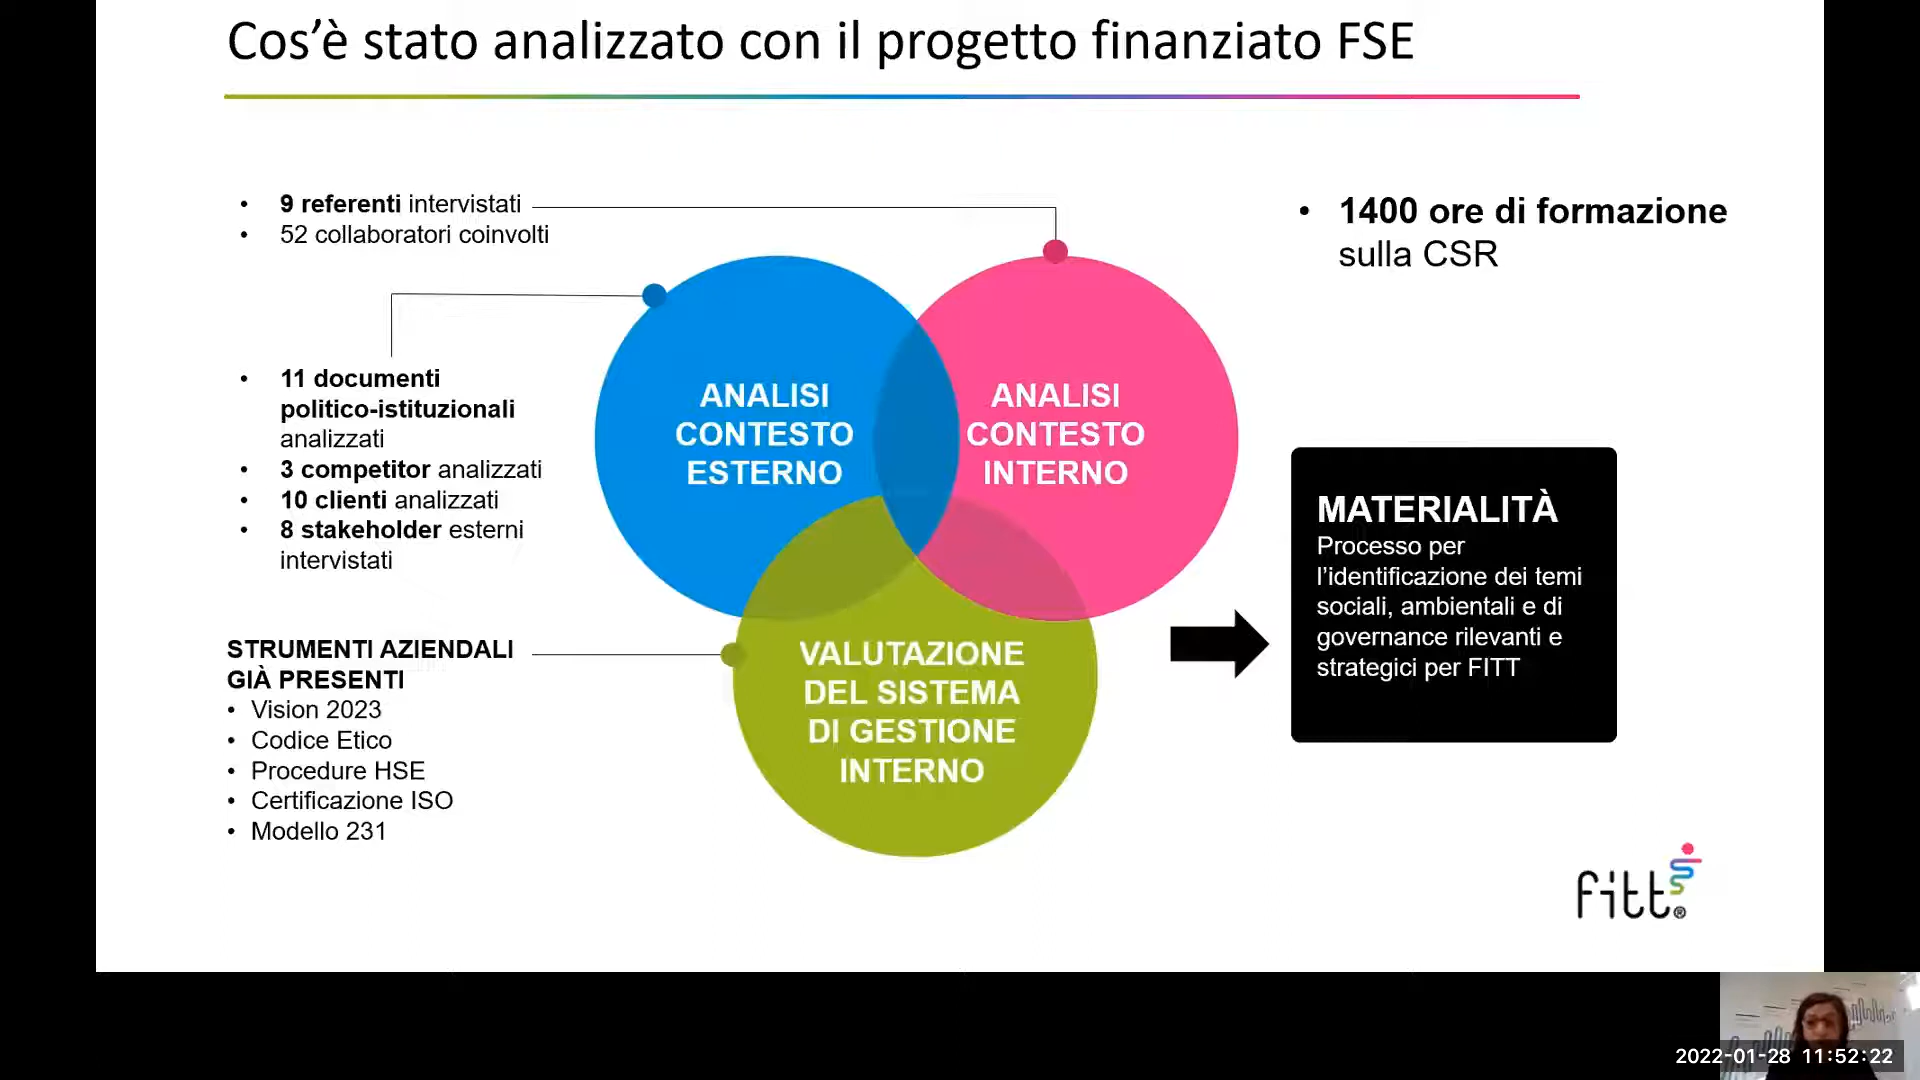 Cos’è stato analizzato con il progetto finanziato FSE
• 9 referenti intervistati
• 52 collaboratori coinvolti
• 1400 ore di formazione
sulla CSR
• 11 documenti
politico-istituzionali
analizzati
• 3 competitor analizzati
• 10 clienti analizzati
• 8 stakeholder esterni
intervistati
ANALISI
CONTESTO
ESTERNO
ANALISI
CONTESTO
INTERNO
STRUMENTI AZIENDALI
GIÀ PRESENTI
• Vision 2023
• Codice Etico
• Procedure HSE
• Certificazione ISO
• Modello 231
VALUTAZIONE
DEL SISTEMA
DI GESTIONE
INTERNO
MATERIALITÀ
Processo per
l’identificazione dei temi
sociali, ambientali e di
governance rilevanti e
strategici per FITT
fitt®
2022-01-28 11:52:22